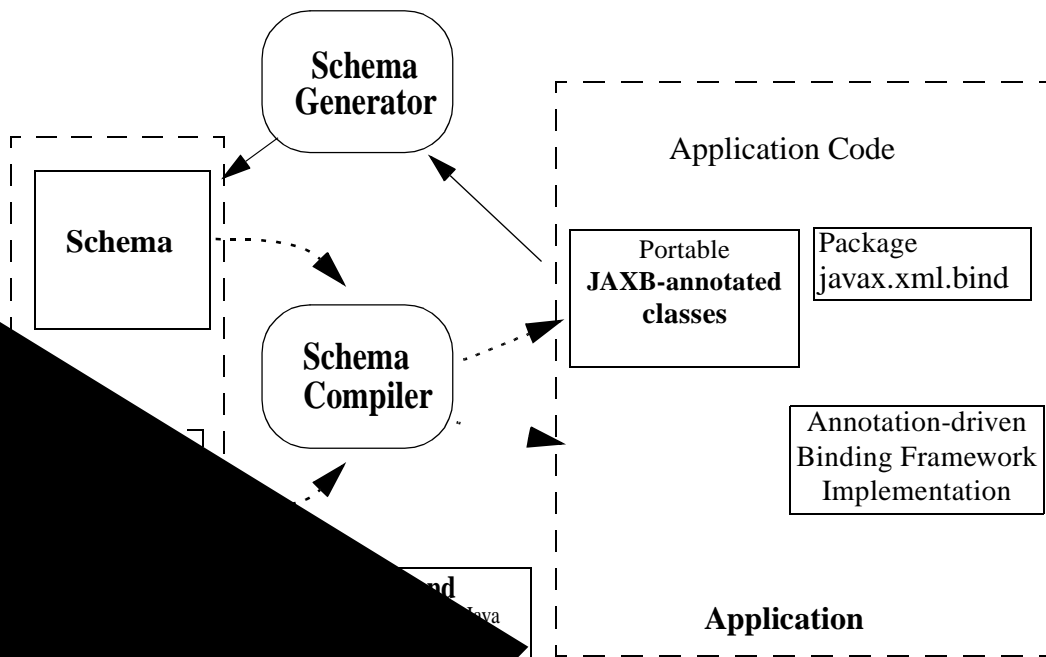 Schema
Generator
Application Code
Schema
Portable
JAXB-annotated
classes
Package
javax.xml.bind
Schema
Compiler
Annotation-driven
Binding Framework
Implementation
Application